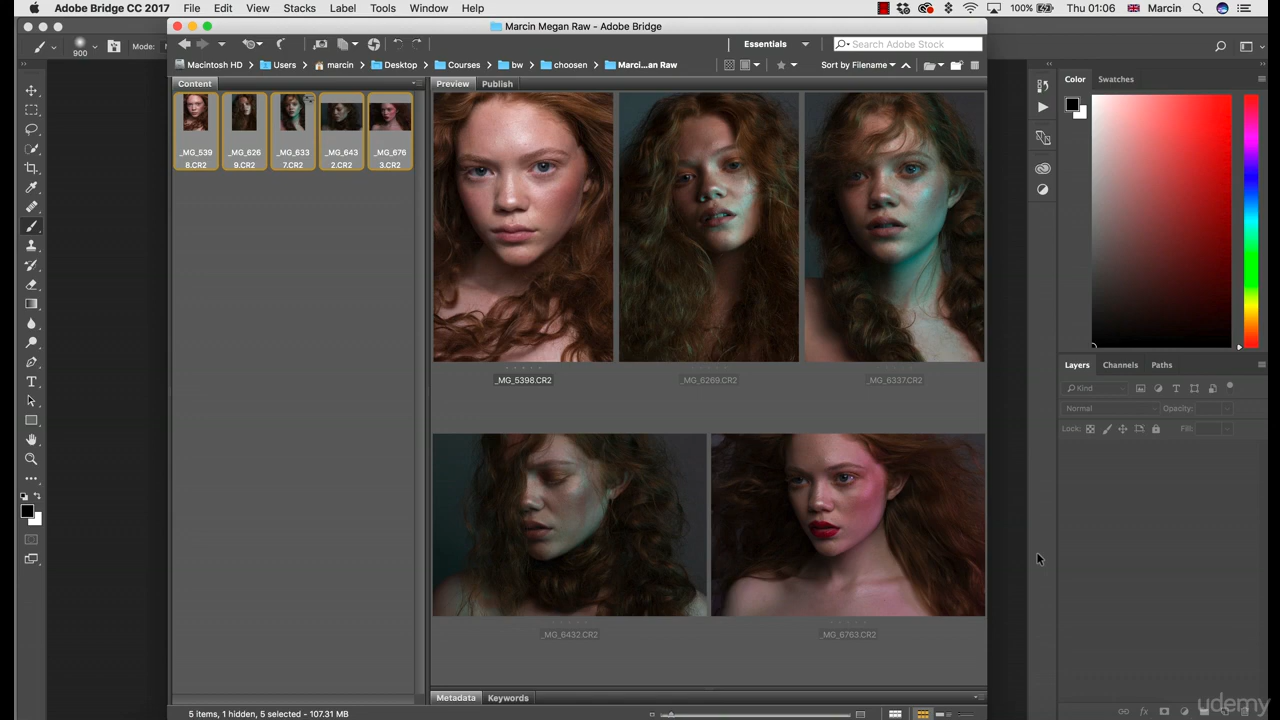 Adobe Bridge CC 2017 File Edit View Stacks Label Tools Window Help 100% Thu 01:06 Marcin
Marcin Megan Raw - Adobe Bridge
900 Mode:
Essentials Search Adobe Stock
Macintosh HD Users marcin Desktop Courses bw choosen Marci...an Raw Sort by Filename
Content Preview Publish
Color Swatches
_MG_539
8.CR2
_MG_626
9.CR2
_MG_633
7.CR2
_MG_643
2.CR2
_MG_676
3.CR2
_MG_5398.CR2 _MG_6269.CR2 _MG_6337.CR2
Layers Channels Paths
Kind
Normal Opacity:
Lock: Fill:
_MG_6432.CR2 _MG_6763.CR2
Metadata Keywords
5 items, 1 hidden, 5 selected - 107.31 MB
udemy